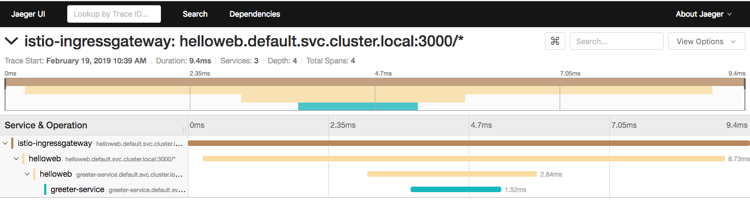 Jaeger UI Lookup by Trace ID... Search Dependencies About Jaeger
istio-ingressgateway: helloweb.default.svc.cluster.local:3000/* ⌘ Search... View Options
Trace Start: February 19, 2019 10:39 AM | Duration: 9.4ms | Services: 3 | Depth: 4 | Total Spans: 4
0ms 2.35ms 4.7ms 7.05ms 9.4ms
Service & Operation 0ms 2.35ms 4.7ms 7.05ms 9.4ms
istio-ingressgateway helloweb.default.svc.cluster.l...
helloweb helloweb.default.svc.cluster.local:3000/* 8.73ms
helloweb greeter-service.default.svc.cluster.lo... 2.84ms
greeter-service greeter-service.default.sv... 1.52ms